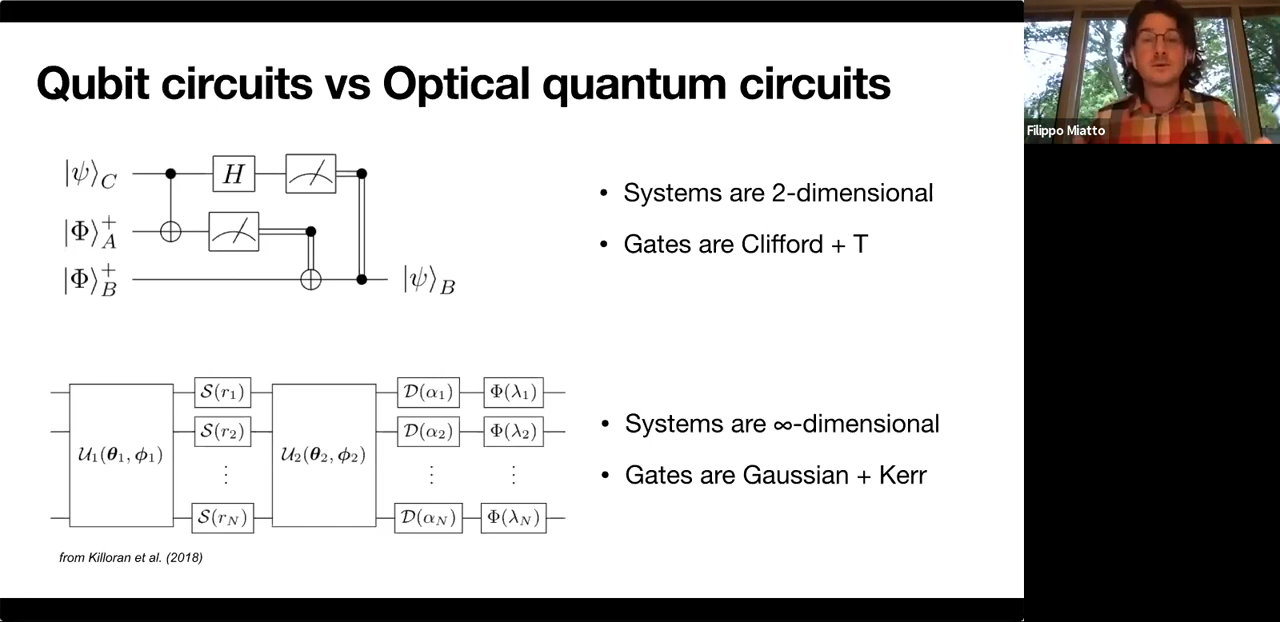 Qubit circuits vs Optical quantum circuits
Filippo Miatto
|ψ⟩_C
H
|Φ⟩_A^+
|Φ⟩_B^+
|ψ⟩_B
• Systems are 2-dimensional
• Gates are Clifford + T
𝒰₁(θ₁, ϕ₁)
𝒮(r₁)
𝒮(r₂)
⋮
𝒮(r_N)
𝒰₂(θ₂, ϕ₂)
𝒟(α₁)
𝒟(α₂)
⋮
𝒟(α_N)
Φ(λ₁)
Φ(λ₂)
⋮
Φ(λ_N)
• Systems are ∞-dimensional
• Gates are Gaussian + Kerr
from Killoran et al. (2018)